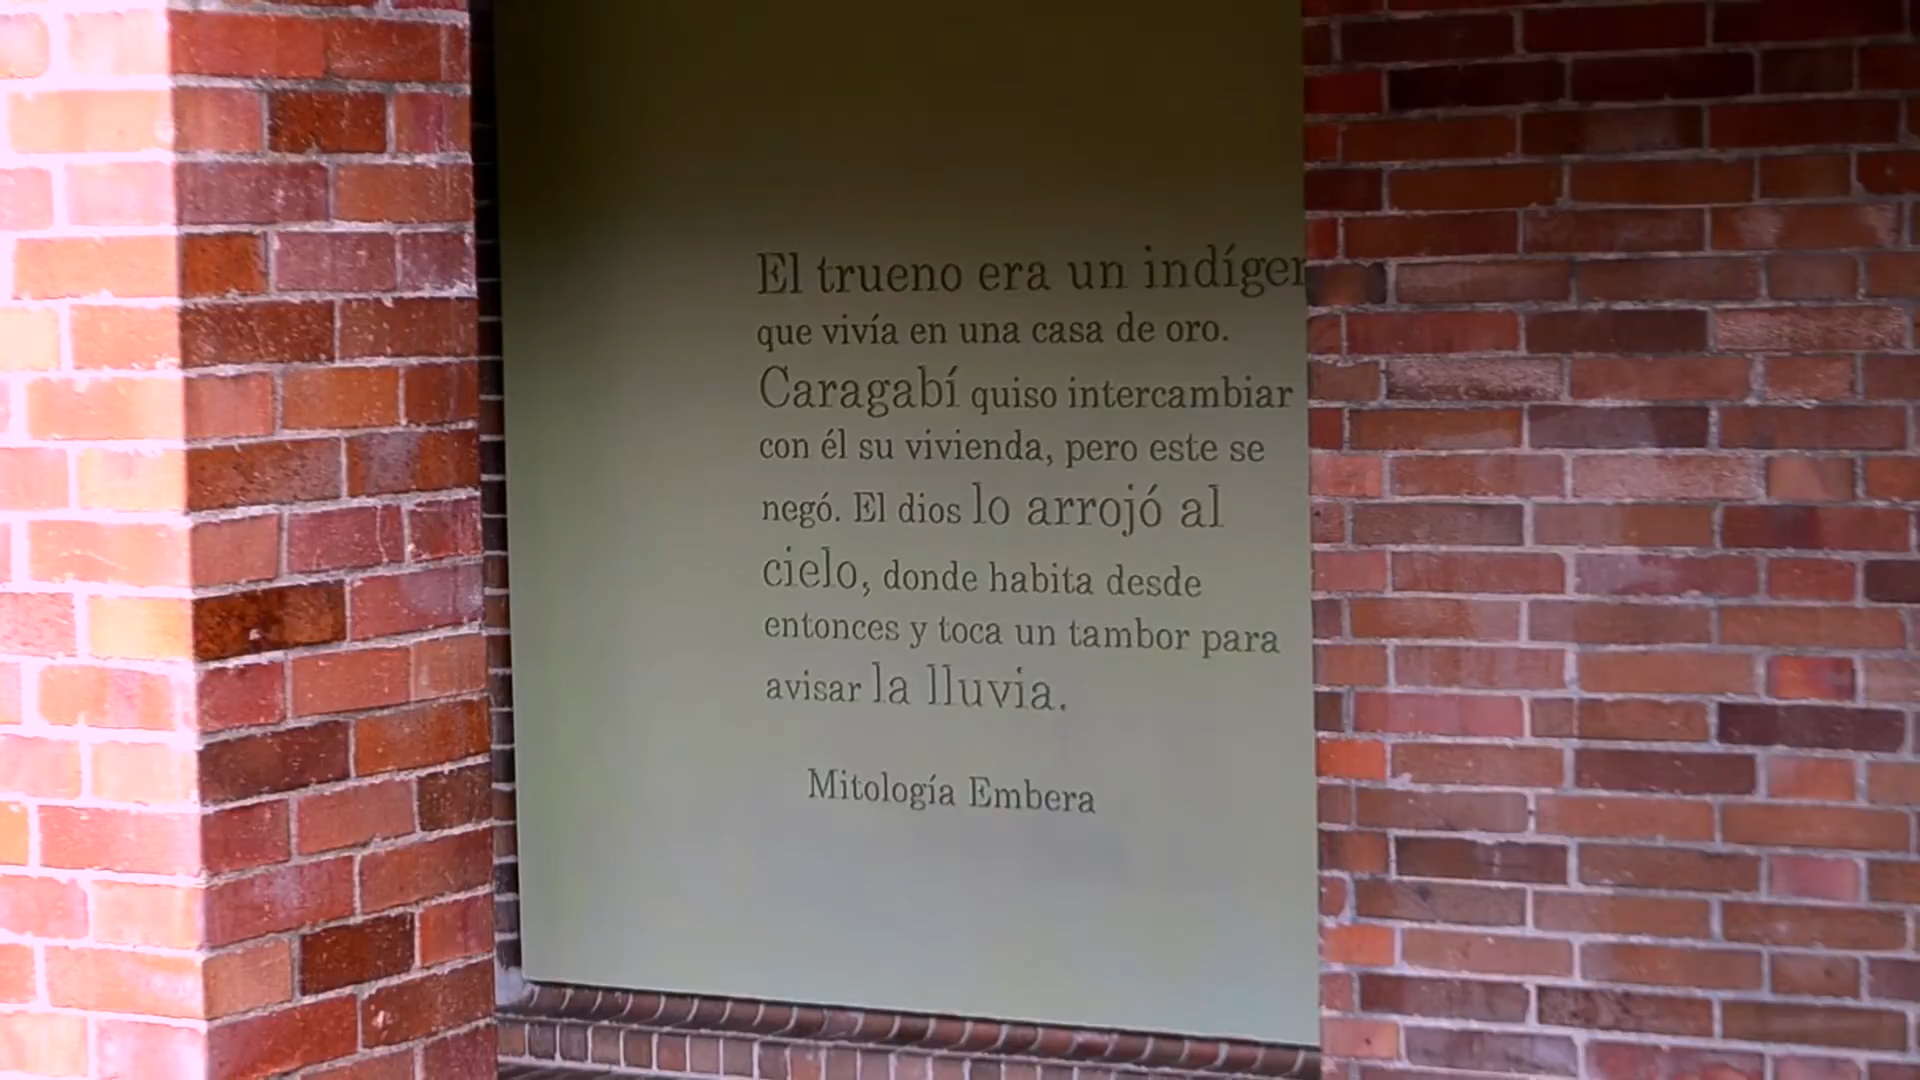 El trueno era un indíger
que vivía en una casa de oro.
Caragabí quiso intercambiar
con él su vivienda, pero este se
negó. El dios lo arrojó al
cielo, donde habita desde
entonces y toca un tambor para
avisar la lluvia.
Mitología Embera